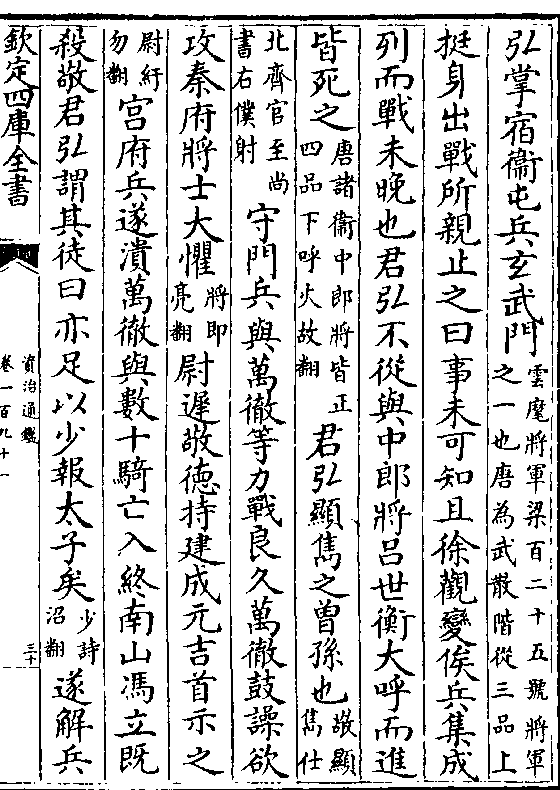 弘掌宿衞屯兵玄武門雲麾將軍梁百二十五號將軍之一也唐為武散階從三品上
挺身出戰所親止之曰事未可知且徐觀變俟兵集成
列而戰未晚也君弘不從與中郎將吕世衡大呼而進
皆死之唐諸衞中郎將皆正四品下呼火故翻君弘顯雋之曾孫也敬顯雋仕
北齊官至尚書右僕射守門兵與萬徹等力戰良久萬徹鼓譟欲
攻秦府將士大懼將即亮翻尉遲敬德持建成元吉首示之
尉紆勿翻宫府兵遂潰萬徹與數十騎亡入終南山馮立既
殺敬君弘謂其徒曰亦足以少報太子矣少詩沼翻遂解兵
欽定四庫全書
資治通鑑
卷一百九十一
三十